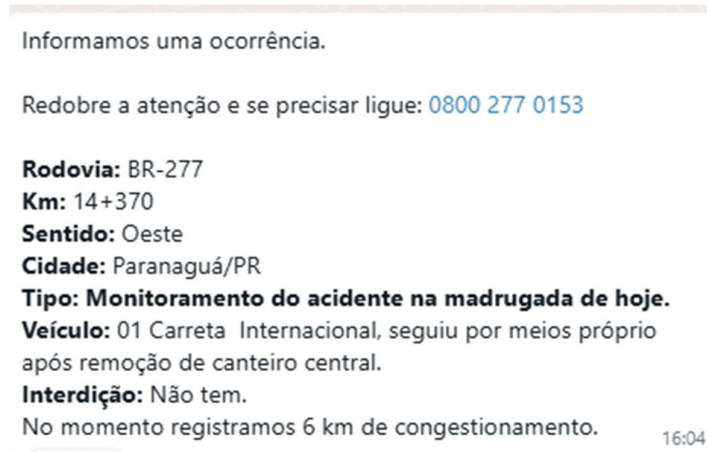 Informamos uma ocorrência.
Redobre a atenção e se precisar ligue: 0800 277 0153
Rodovia: BR-277
Km: 14+370
Sentido: Oeste
Cidade: Paranaguá/PR
Tipo: Monitoramento do acidente na madrugada de hoje.
Veículo: 01 Carreta  Internacional, seguiu por meios próprio
após remoção de canteiro central.
Interdição: Não tem.
No momento registramos 6 km de congestionamento.
16:04